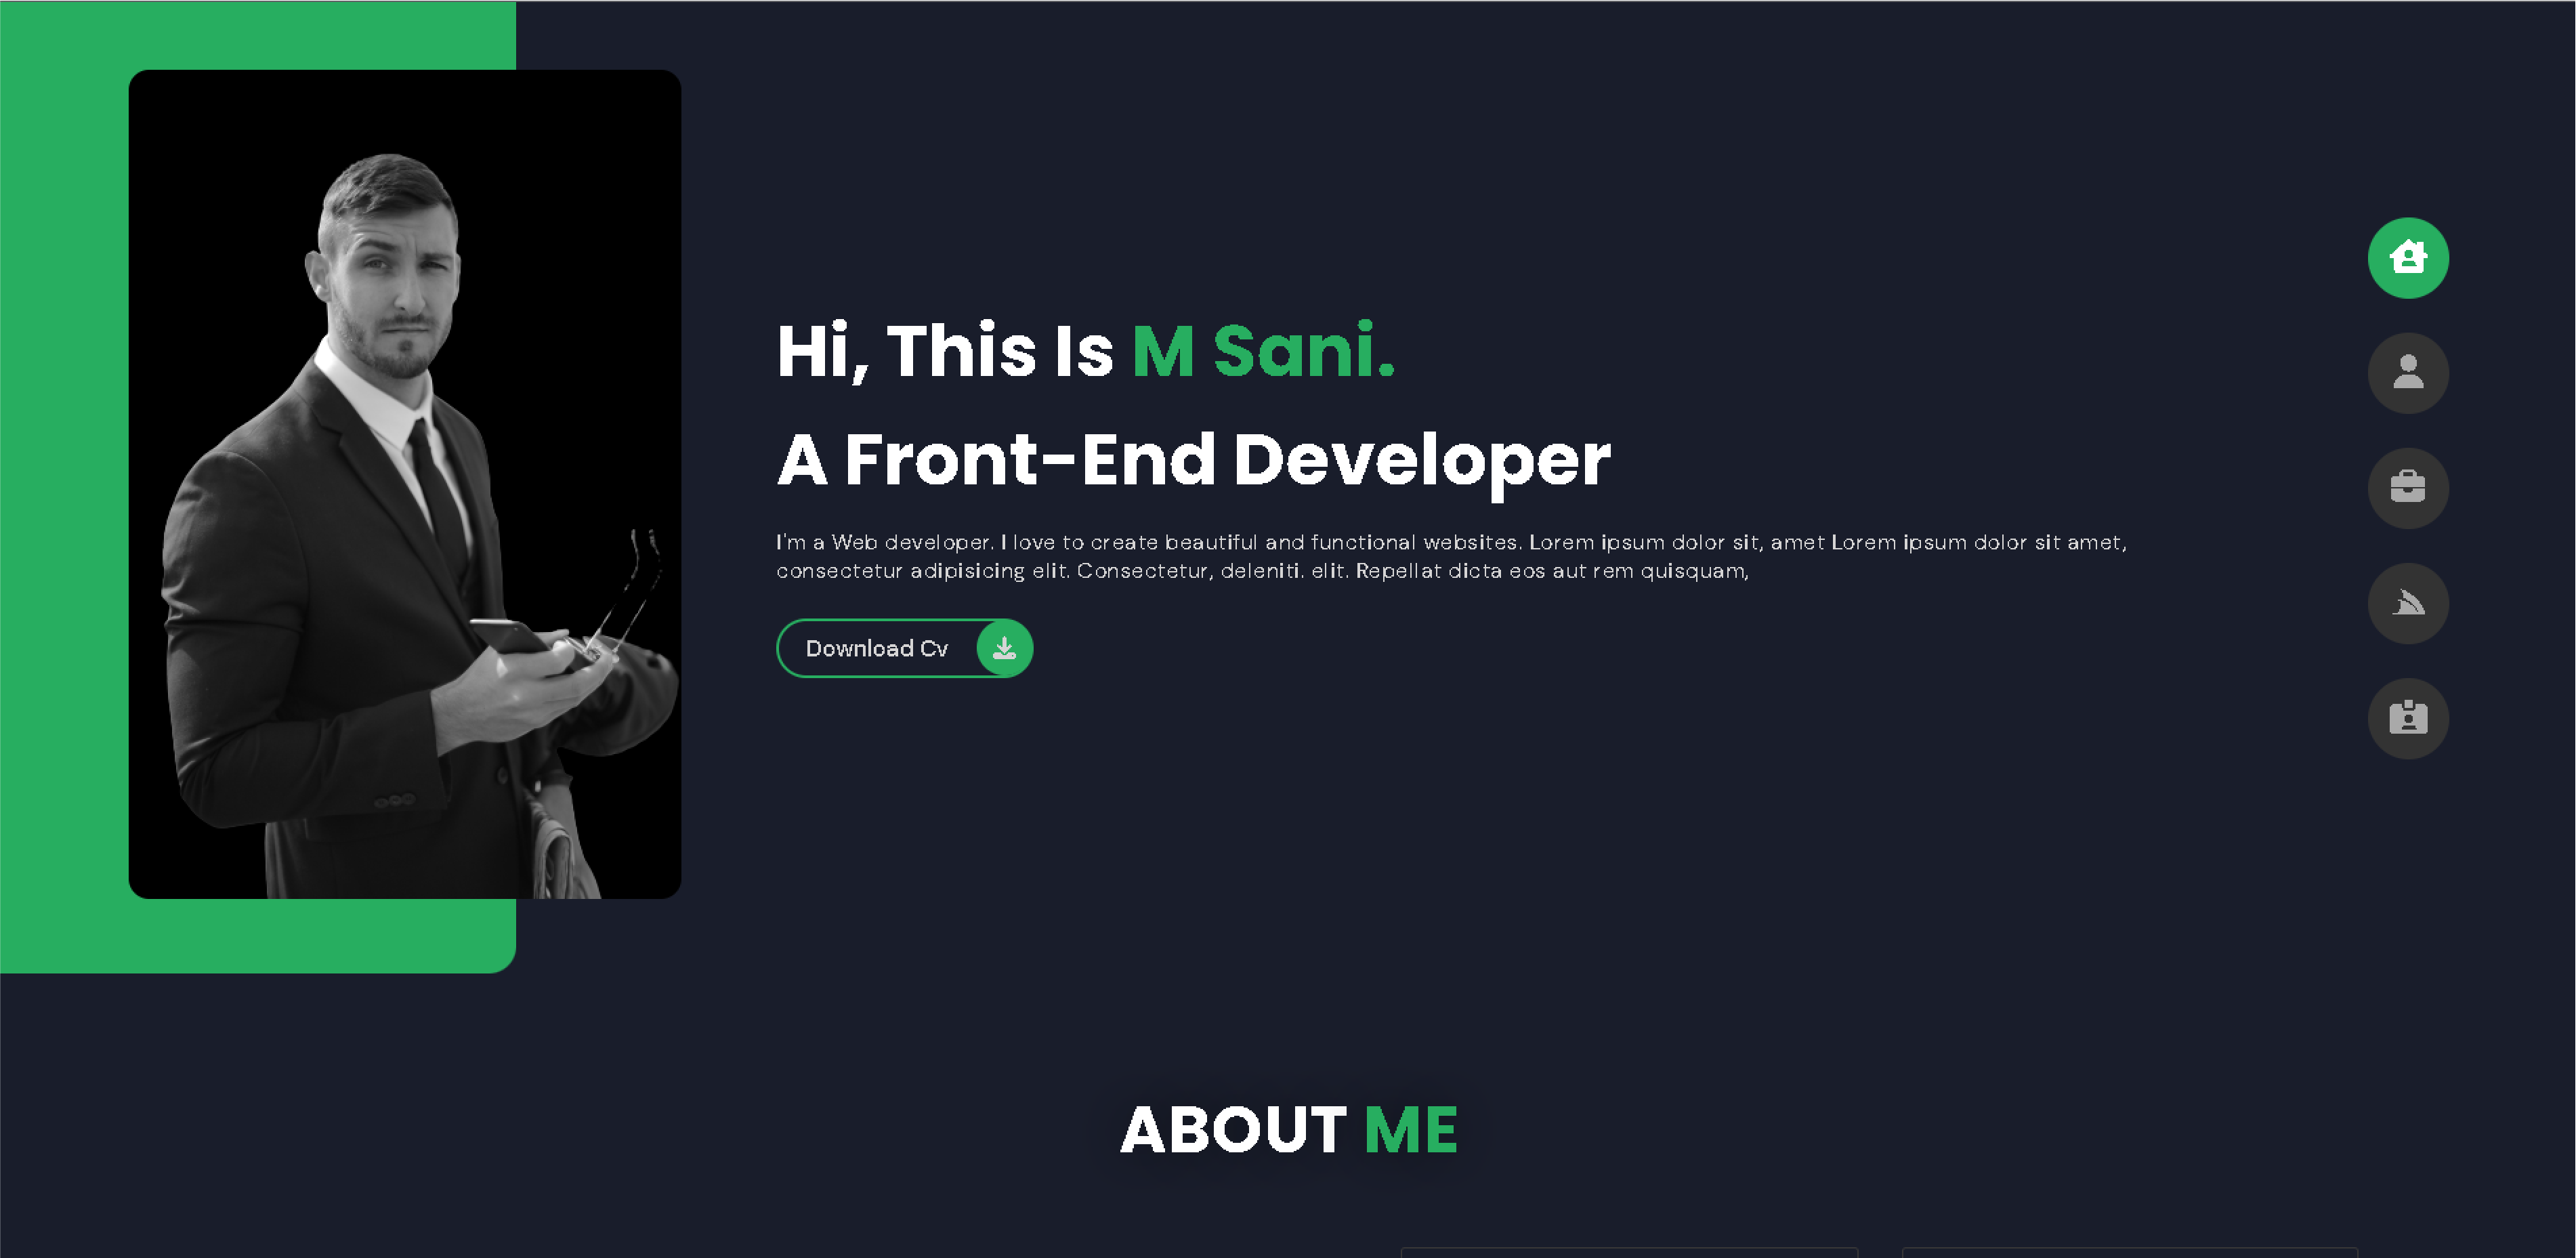 Hi, This Is M Sani.
A Front-End Developer
I'm a Web developer. I love to create beautiful and functional websites. Lorem ipsum dolor sit, amet Lorem ipsum dolor sit amet,
consectetur adipisicing elit. Consectetur, deleniti. elit. Repellat dicta eos aut rem quisquam,
Download Cv
ABOUT ME